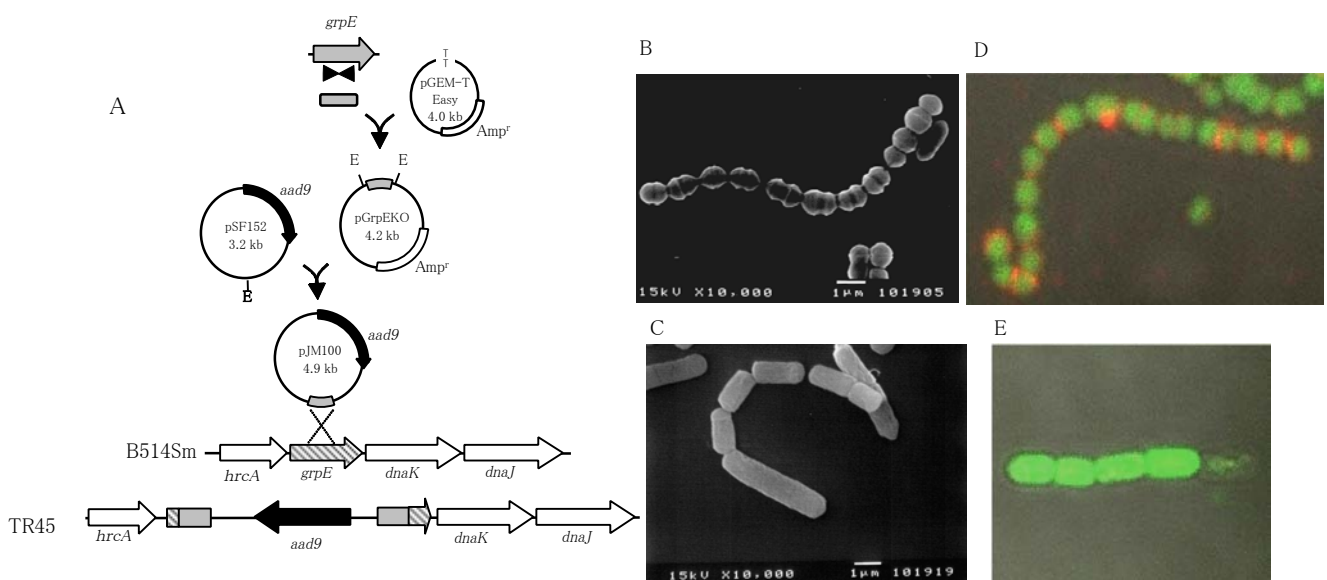 A
grpE
T
T
pGEM-T
Easy
4.0 kb
Ampʳ
E E
aad9
pSF152
3.2 kb
E
pGrpEKO
4.2 kb
Ampʳ
pJM100
4.9 kb
aad9
B514Sm
hrcA grpE dnaK dnaJ
TR45
hrcA aad9 dnaK dnaJ
B
15kV X10,000 1μm 101905
C
15kV X10,000 1μm 101919
D
E